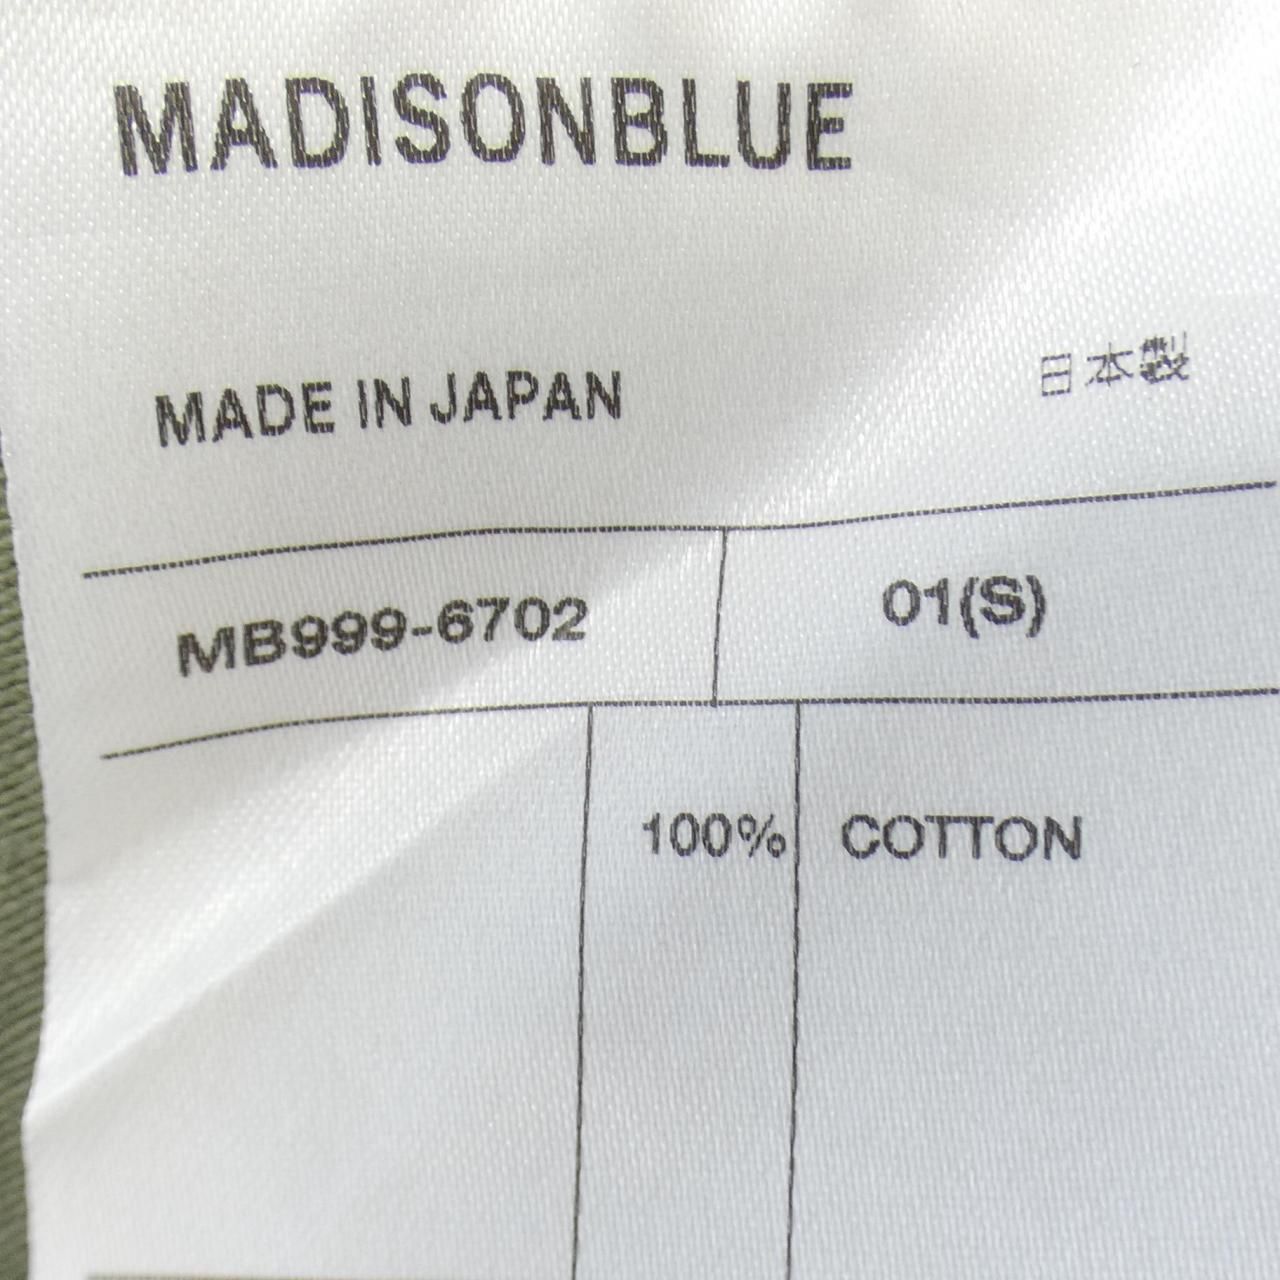 MADISONBLUE
MADE IN JAPAN 日本製
MB999-6702 01(S)
100% COTTON